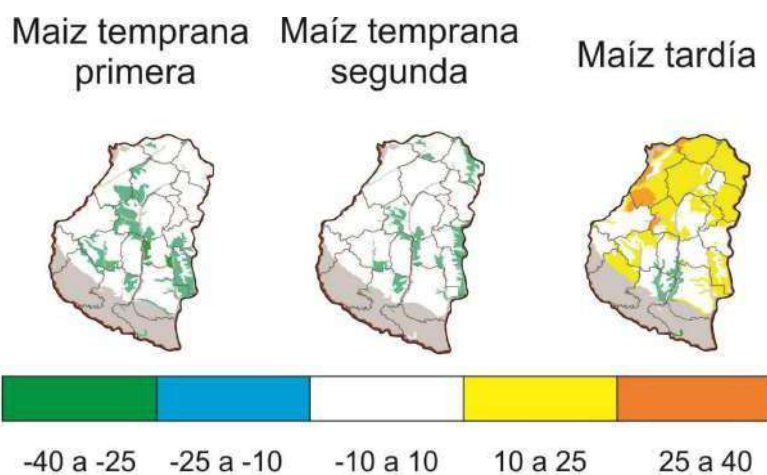 Maiz temprana
primera
Maíz temprana
segunda
Maíz tardía
-40 a -25
-25 a -10
-10 a 10
10 a 25
25 a 40